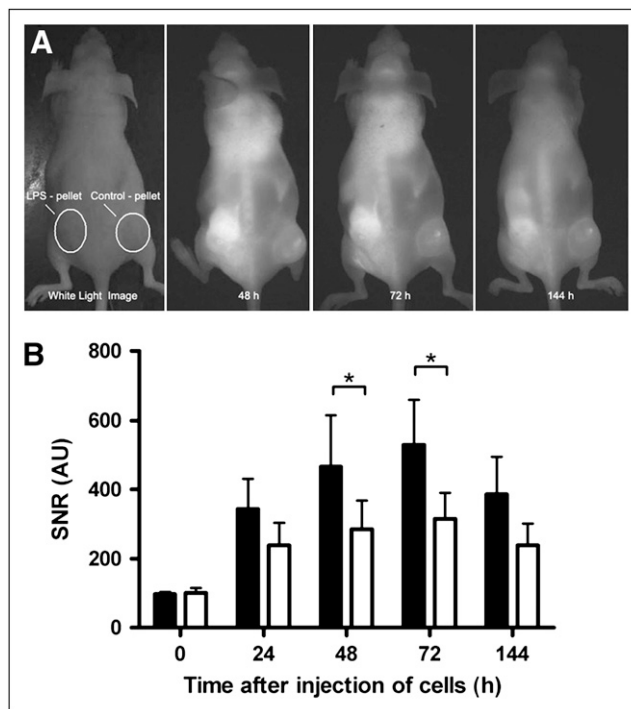 A
LPS - pellet
Control - pellet
White Light Image
48 h
72 h
144 h
B
800
600
400
200
0
SNR (AU)
*
*
0
24
48
72
144
Time after injection of cells (h)